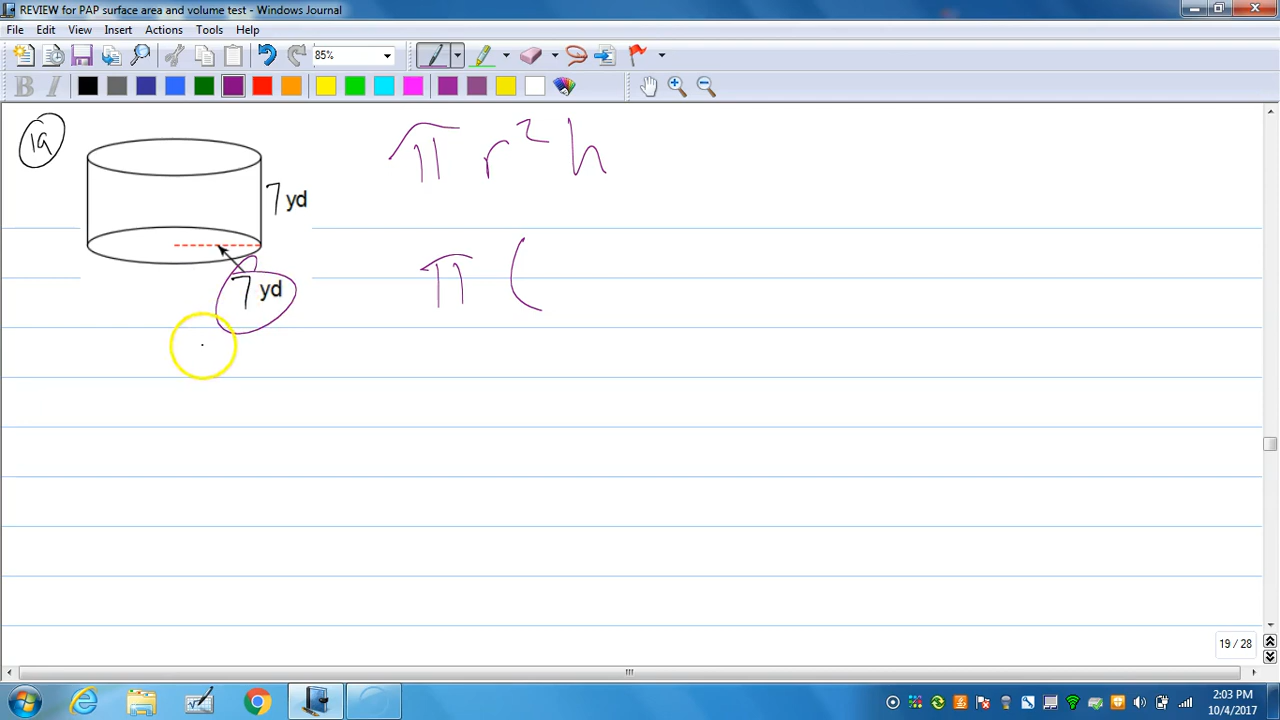 REVIEW for PAP surface area and volume test - Windows Journal
File Edit View Insert Actions Tools Help
85%
B I
19
π r² h
7 yd
π (
7 yd
19 / 28
2:03 PM
10/4/2017